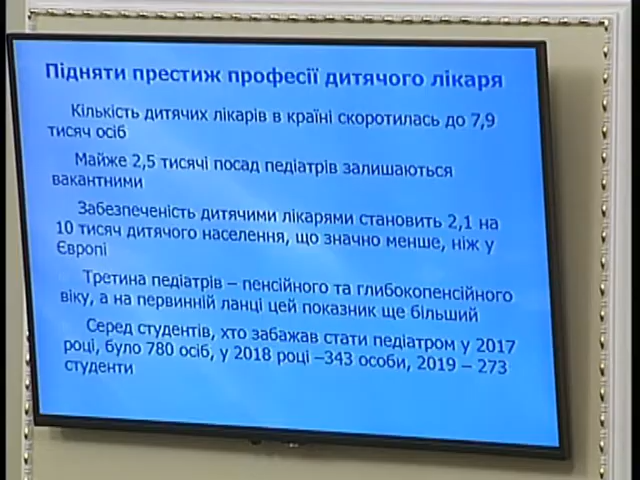 Підняти престиж професії дитячого лікаря
Кількість дитячих лікарів в країні скоротилась до 7,9
тисяч осіб
Майже 2,5 тисячі посад педіатрів залишаються
вакантними
Забезпеченість дитячими лікарями становить 2,1 на
10 тисяч дитячого населення, що значно менше, ніж у
Європі
Третина педіатрів – пенсійного та глибокопенсійного
віку, а на первинній ланці цей показник ще більший
Серед студентів, хто забажав стати педіатром у 2017
році, було 780 осіб, у 2018 році –343 особи, 2019 – 273
студенти